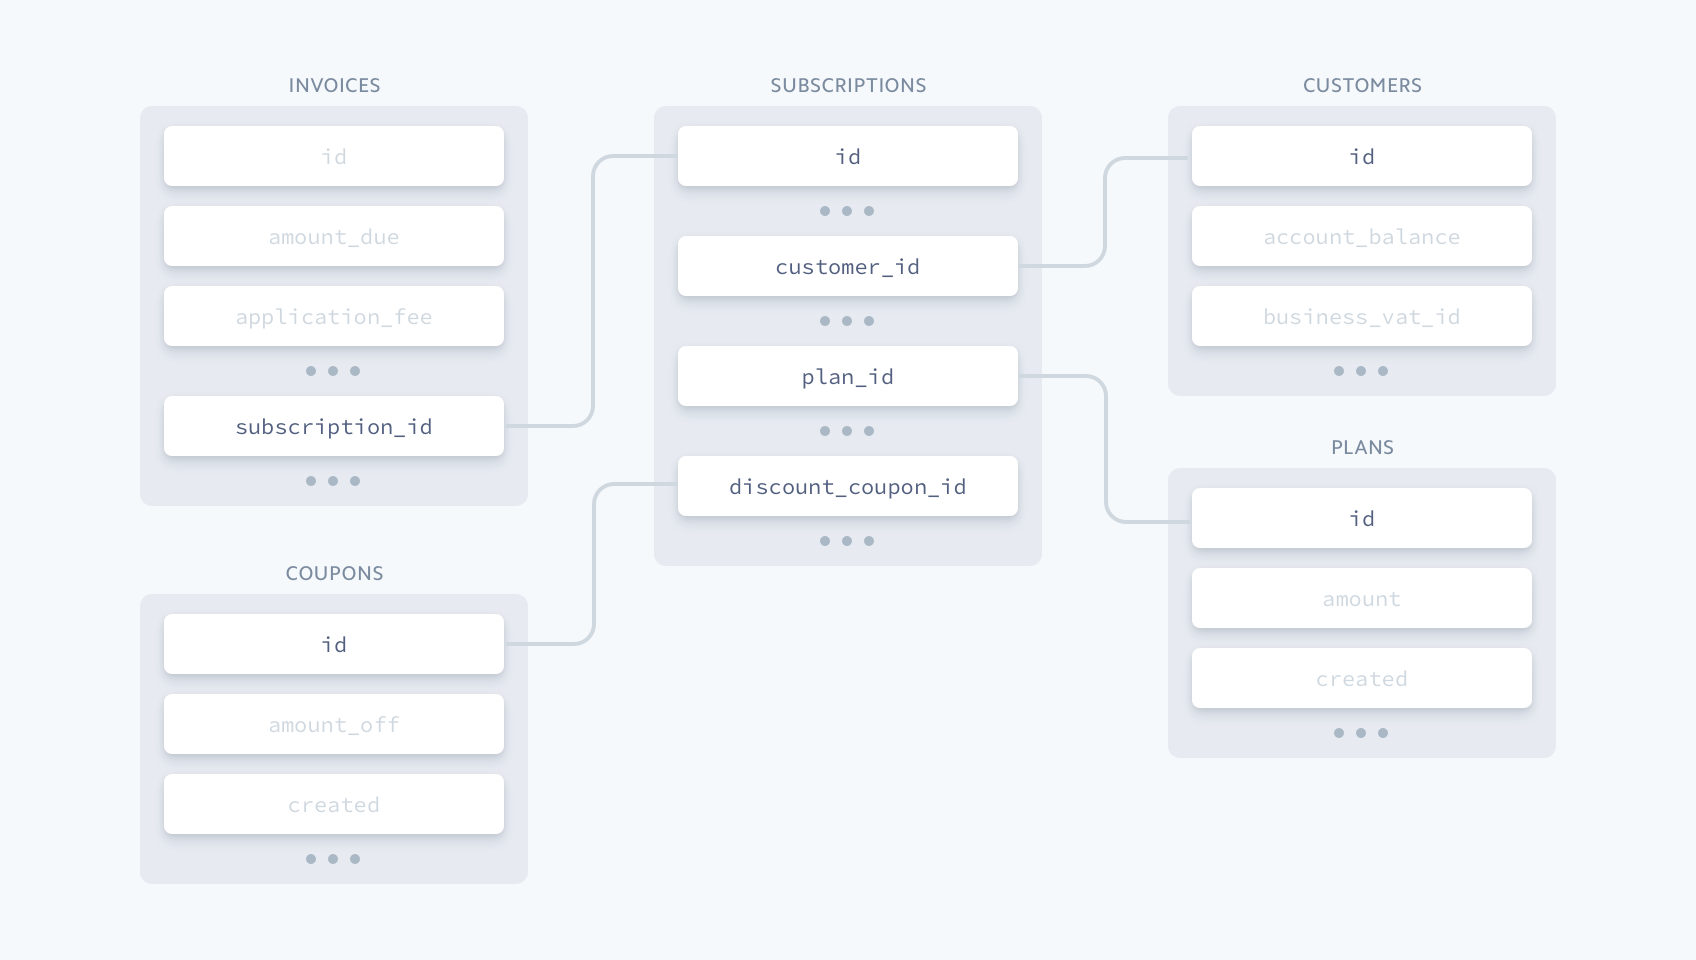 INVOICES
id
amount_due
application_fee
subscription_id
COUPONS
id
amount_off
created
SUBSCRIPTIONS
id
customer_id
plan_id
discount_coupon_id
CUSTOMERS
id
account_balance
business_vat_id
PLANS
id
amount
created